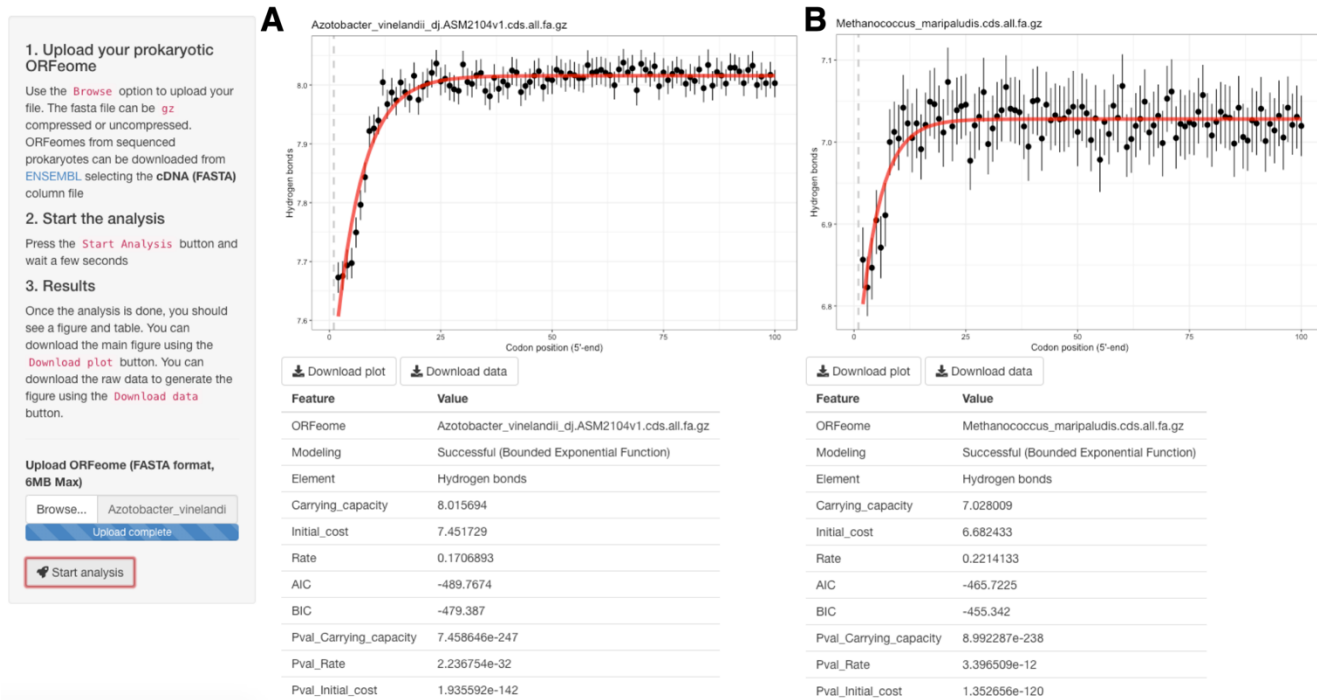 1. Upload your prokaryotic
ORFeome
Use the Browse option to upload your
file. The fasta file can be gz
compressed or uncompressed.
ORFeomes from sequenced
prokaryotes can be downloaded from
ENSEMBL selecting the cDNA (FASTA)
column file
2. Start the analysis
Press the Start Analysis button and
wait a few seconds
3. Results
Once the analysis is done, you should
see a figure and table. You can
download the main figure using the
Download plot button. You can
download the raw data to generate the
figure using the Download data
button.
Upload ORFeome (FASTA format,
6MB Max)
Browse... Azotobacter_vinelandi
Upload complete
Start analysis
A
Azotobacter_vinelandii_dj.ASM2104v1.cds.all.fa.gz
Hydrogen bonds
8.0
7.9
7.8
7.7
7.6
0 25 50 75 100
Codon position (5'-end)
Download plot Download data
Feature Value
ORFeome Azotobacter_vinelandii_dj.ASM2104v1.cds.all.fa.gz
Modeling Successful (Bounded Exponential Function)
Element Hydrogen bonds
Carrying_capacity 8.015694
Initial_cost 7.451729
Rate 0.1706893
AIC -489.7674
BIC -479.387
Pval_Carrying_capacity 7.458646e-247
Pval_Rate 2.236754e-32
Pval_Initial_cost 1.935592e-142
B
Methanococcus_maripaludis.cds.all.fa.gz
Hydrogen bonds
7.1
7.0
6.9
6.8
0 25 50 75 100
Codon position (5'-end)
Download plot Download data
Feature Value
ORFeome Methanococcus_maripaludis.cds.all.fa.gz
Modeling Successful (Bounded Exponential Function)
Element Hydrogen bonds
Carrying_capacity 7.028009
Initial_cost 6.682433
Rate 0.2214133
AIC -465.7225
BIC -455.342
Pval_Carrying_capacity 8.992287e-238
Pval_Rate 3.396509e-12
Pval_Initial_cost 1.352656e-120